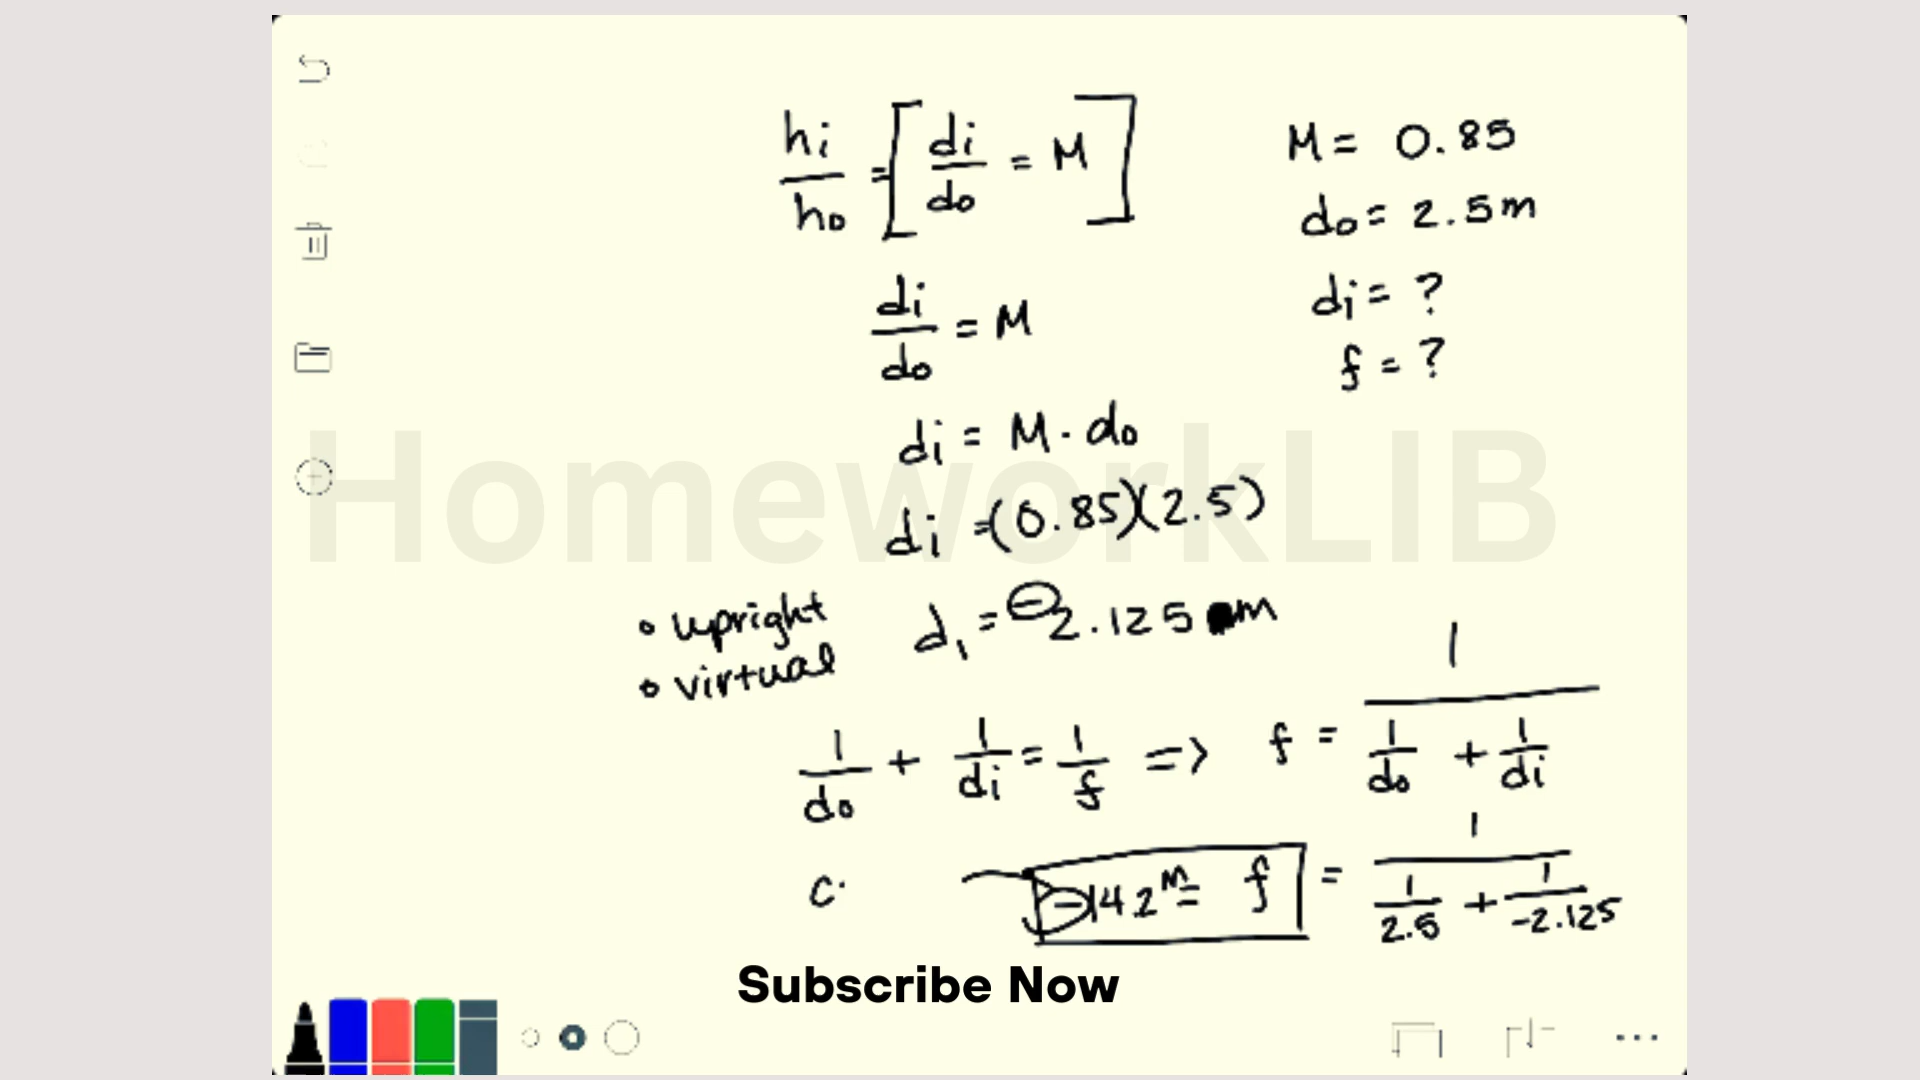 hi/ho = [di/do = M]
M = 0.85
do = 2.5m
di/do = M
di = ?
f = ?
di = M · do
HomeworkLIB
di = (0.85)(2.5)
• upright
di = -2.125 m
• virtual
1/do + 1/di = 1/f => f = 1/(1/do + 1/di)
c. -14.2 m = f = 1/(1/2.5 + 1/-2.125)
Subscribe Now